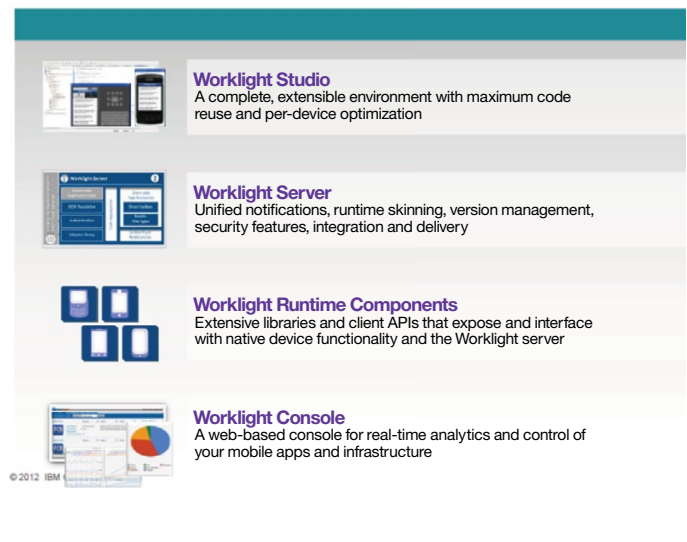 Worklight Studio
A complete, extensible environment with maximum code
reuse and per-device optimization
Worklight Server
Worklight Server
Unified notifications, runtime skinning, version management,
security features, integration and delivery
Worklight Runtime Components
Extensive libraries and client APIs that expose and interface
with native device functionality and the Worklight server
Worklight Console
A web-based console for real-time analytics and control of
your mobile apps and infrastructure
© 2012 IBM